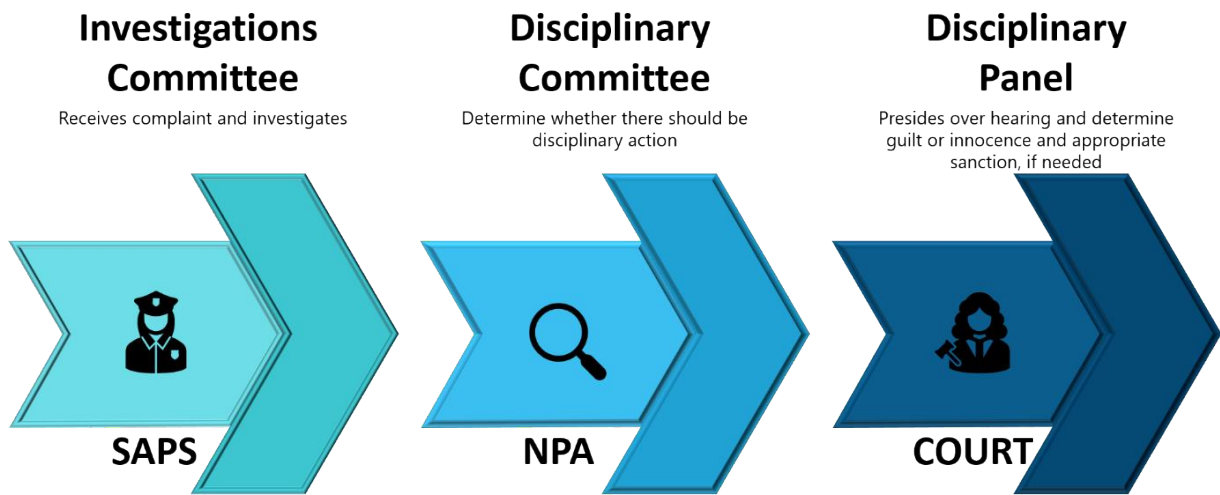 Investigations
Committee
Receives complaint and investigates
SAPS
Disciplinary
Committee
Determine whether there should be
disciplinary action
NPA
Disciplinary
Panel
Presides over hearing and determine
guilt or innocence and appropriate
sanction, if needed
COURT